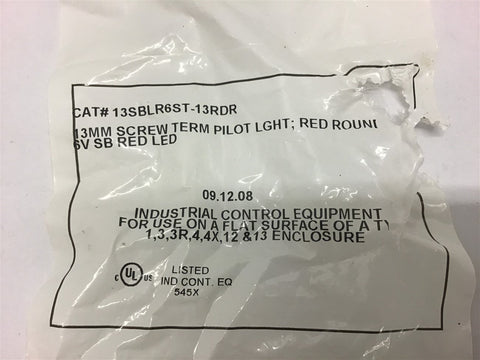 CAT# 13SBLR6ST-13RDR
13MM SCREW TERM PILOT LGHT; RED ROUN
6V SB RED LED
09.12.08
INDUSTRIAL CONTROL EQUIPMENT
FOR USE ON A FLAT SURFACE OF A TY
1,3,3R,4,4X,12 &13 ENCLOSURE
C UL US LISTED
IND CONT. EQ
545X